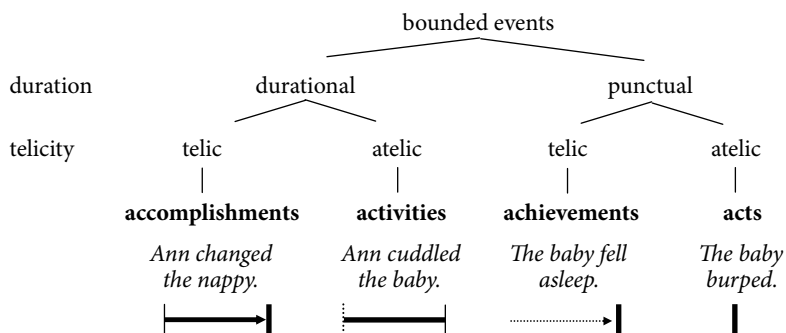 bounded events
duration durational punctual
telicity telic atelic telic atelic
accomplishments activities achievements acts
Ann changed Ann cuddled The baby fell The baby
the nappy. the baby. asleep. burped.